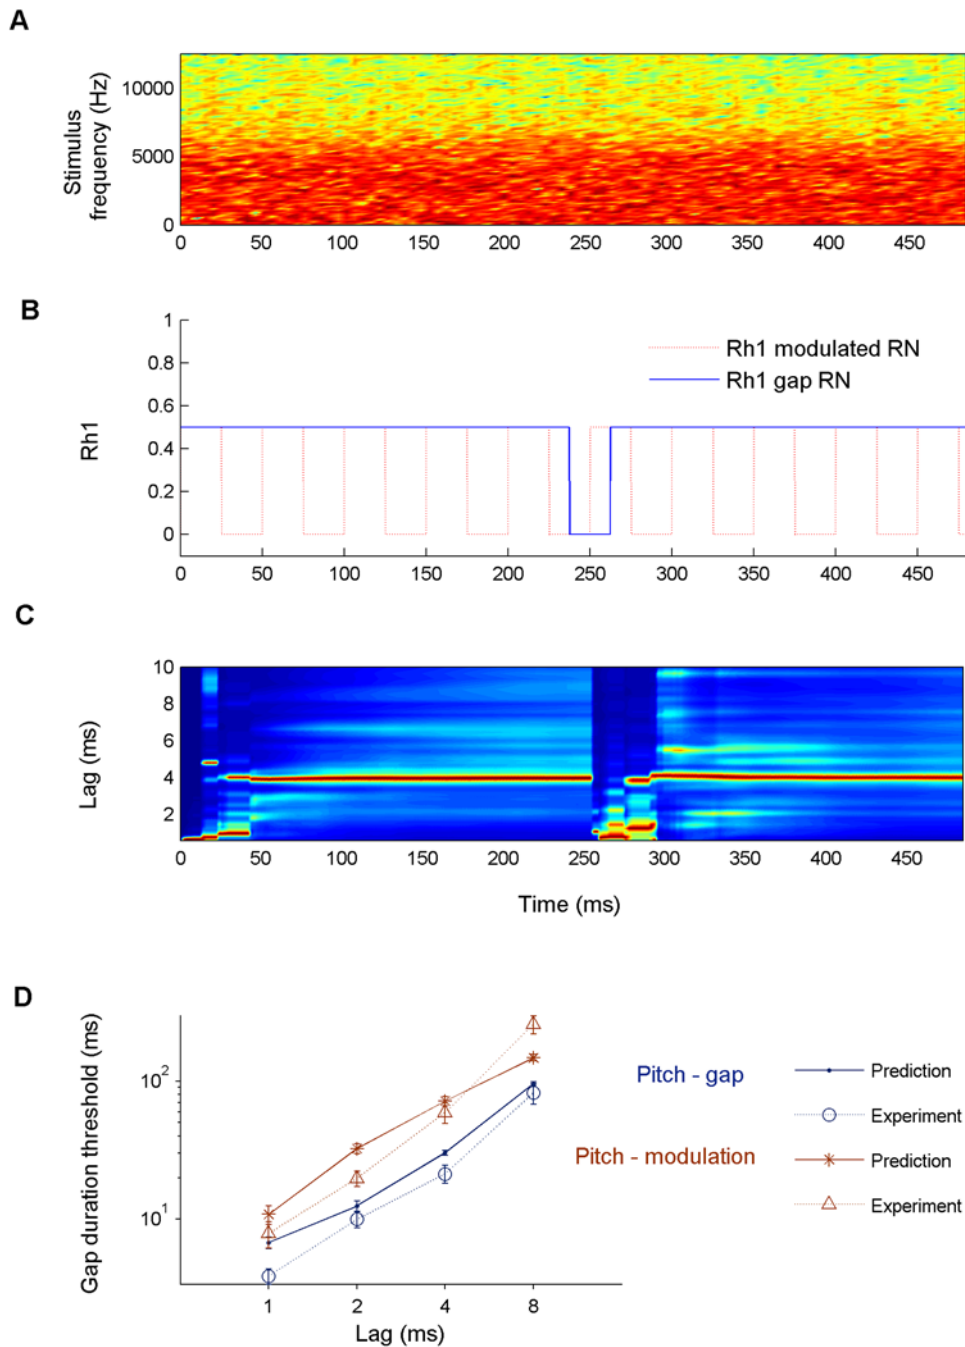 A
Stimulus
frequency (Hz)
10000
5000
0
0 50 100 150 200 250 300 350 400 450
B
Rh1
1
0.8
0.6
0.4
0.2
0
Rh1 modulated RN
Rh1 gap RN
0 50 100 150 200 250 300 350 400 450
C
Lag (ms)
10
8
6
4
2
0 50 100 150 200 250 300 350 400 450
Time (ms)
D
Gap duration threshold (ms)
10^2
10^1
1 2 4 8
Lag (ms)
Pitch - gap
Prediction
Experiment
Pitch - modulation
Prediction
Experiment